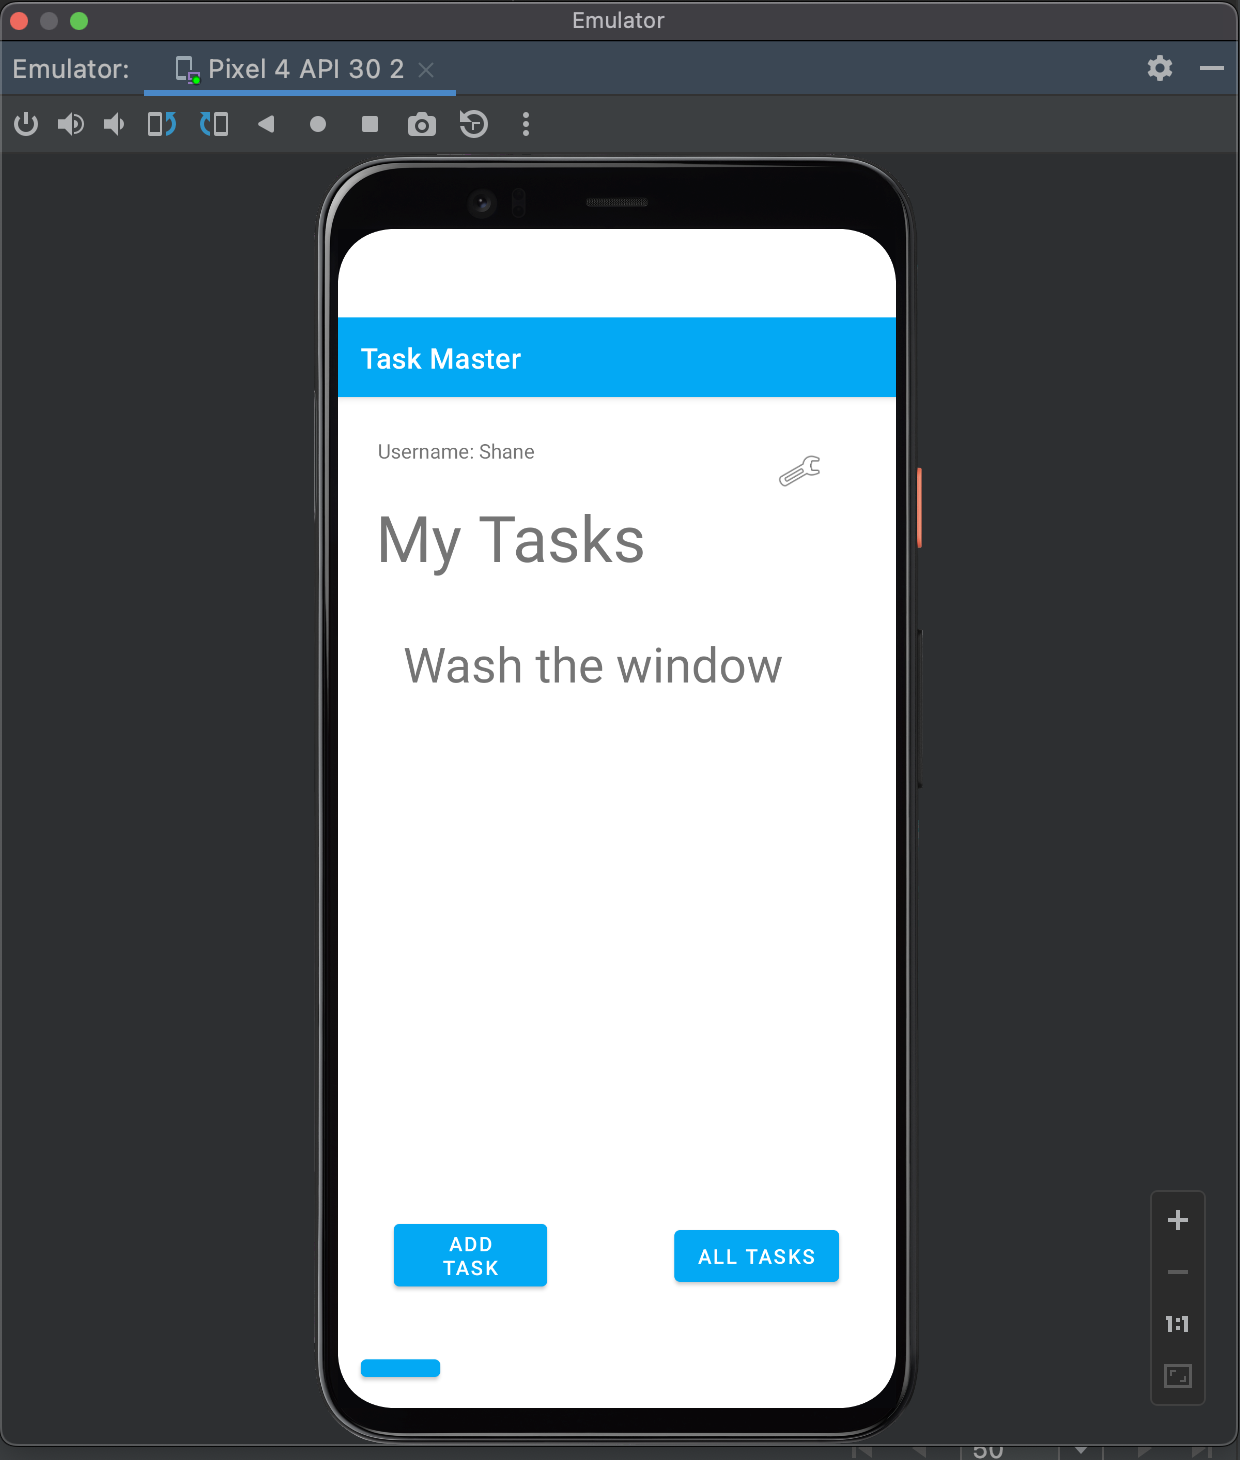 Emulator
Emulator:
Pixel 4 API 30 2
Task Master
Username: Shane
My Tasks
Wash the window
ADD
TASK
ALL TASKS
1:1
50